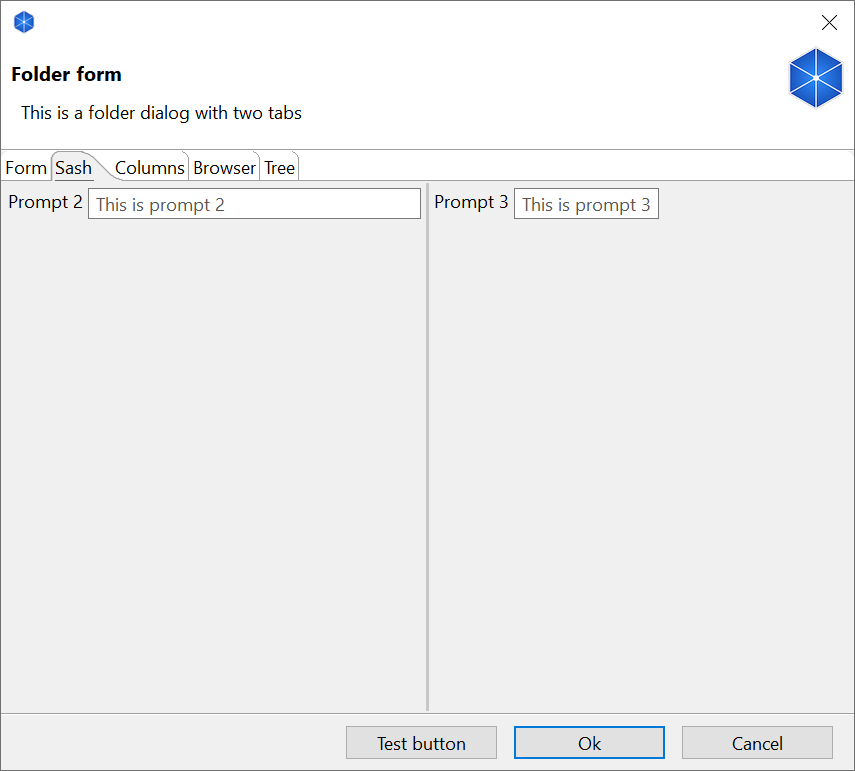 Folder form
This is a folder dialog with two tabs
Form Sash Columns Browser Tree
Prompt 2 This is prompt 2 Prompt 3 This is prompt 3
Test button Ok Cancel